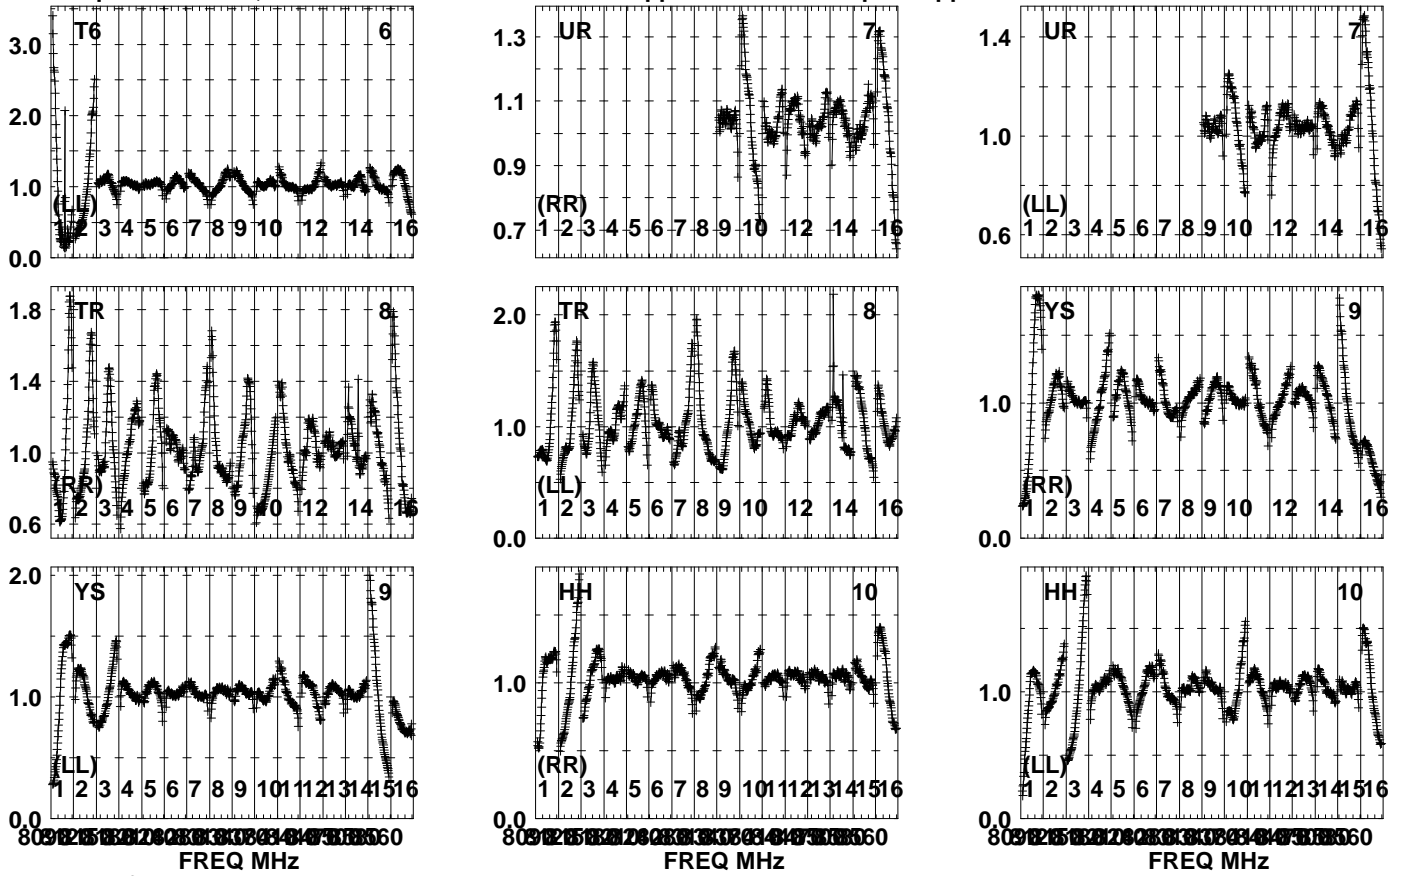 T6 6
3.0
2.0
1.0
0.0
(LL)
1 2 3 4 5 6 7 8 9 10 12 14 16
UR 7
1.3
1.1
0.9
0.7
(RR)
1 2 3 4 5 6 7 8 9 10 12 14 16
UR 7
1.4
1.0
0.6
(LL)
1 2 3 4 5 6 7 8 9 10 12 14 16
TR 8
1.8
1.4
1.0
0.6
(RR)
2 3 4 5 6 7 8 9 10 12 14 16
TR 8
2.0
1.0
0.0
(LL)
1 2 3 4 5 6 7 8 9 10 12 14 16
YS 9
1.0
0.0
(RR)
2 3 4 5 6 7 8 9 10 12 14 16
YS 9
2.0
1.0
0.0
(LL)
1 2 3 4 5 6 7 8 9 10 11 12 13 14 15 16
FREQ MHz
HH 10
1.0
0.0
(RR)
1 2 3 4 5 6 7 8 9 10 11 12 13 14 15 16
FREQ MHz
HH 10
1.0
0.0
(LL)
1 2 3 4 5 6 7 8 9 10 11 12 13 14 15 16
FREQ MHz